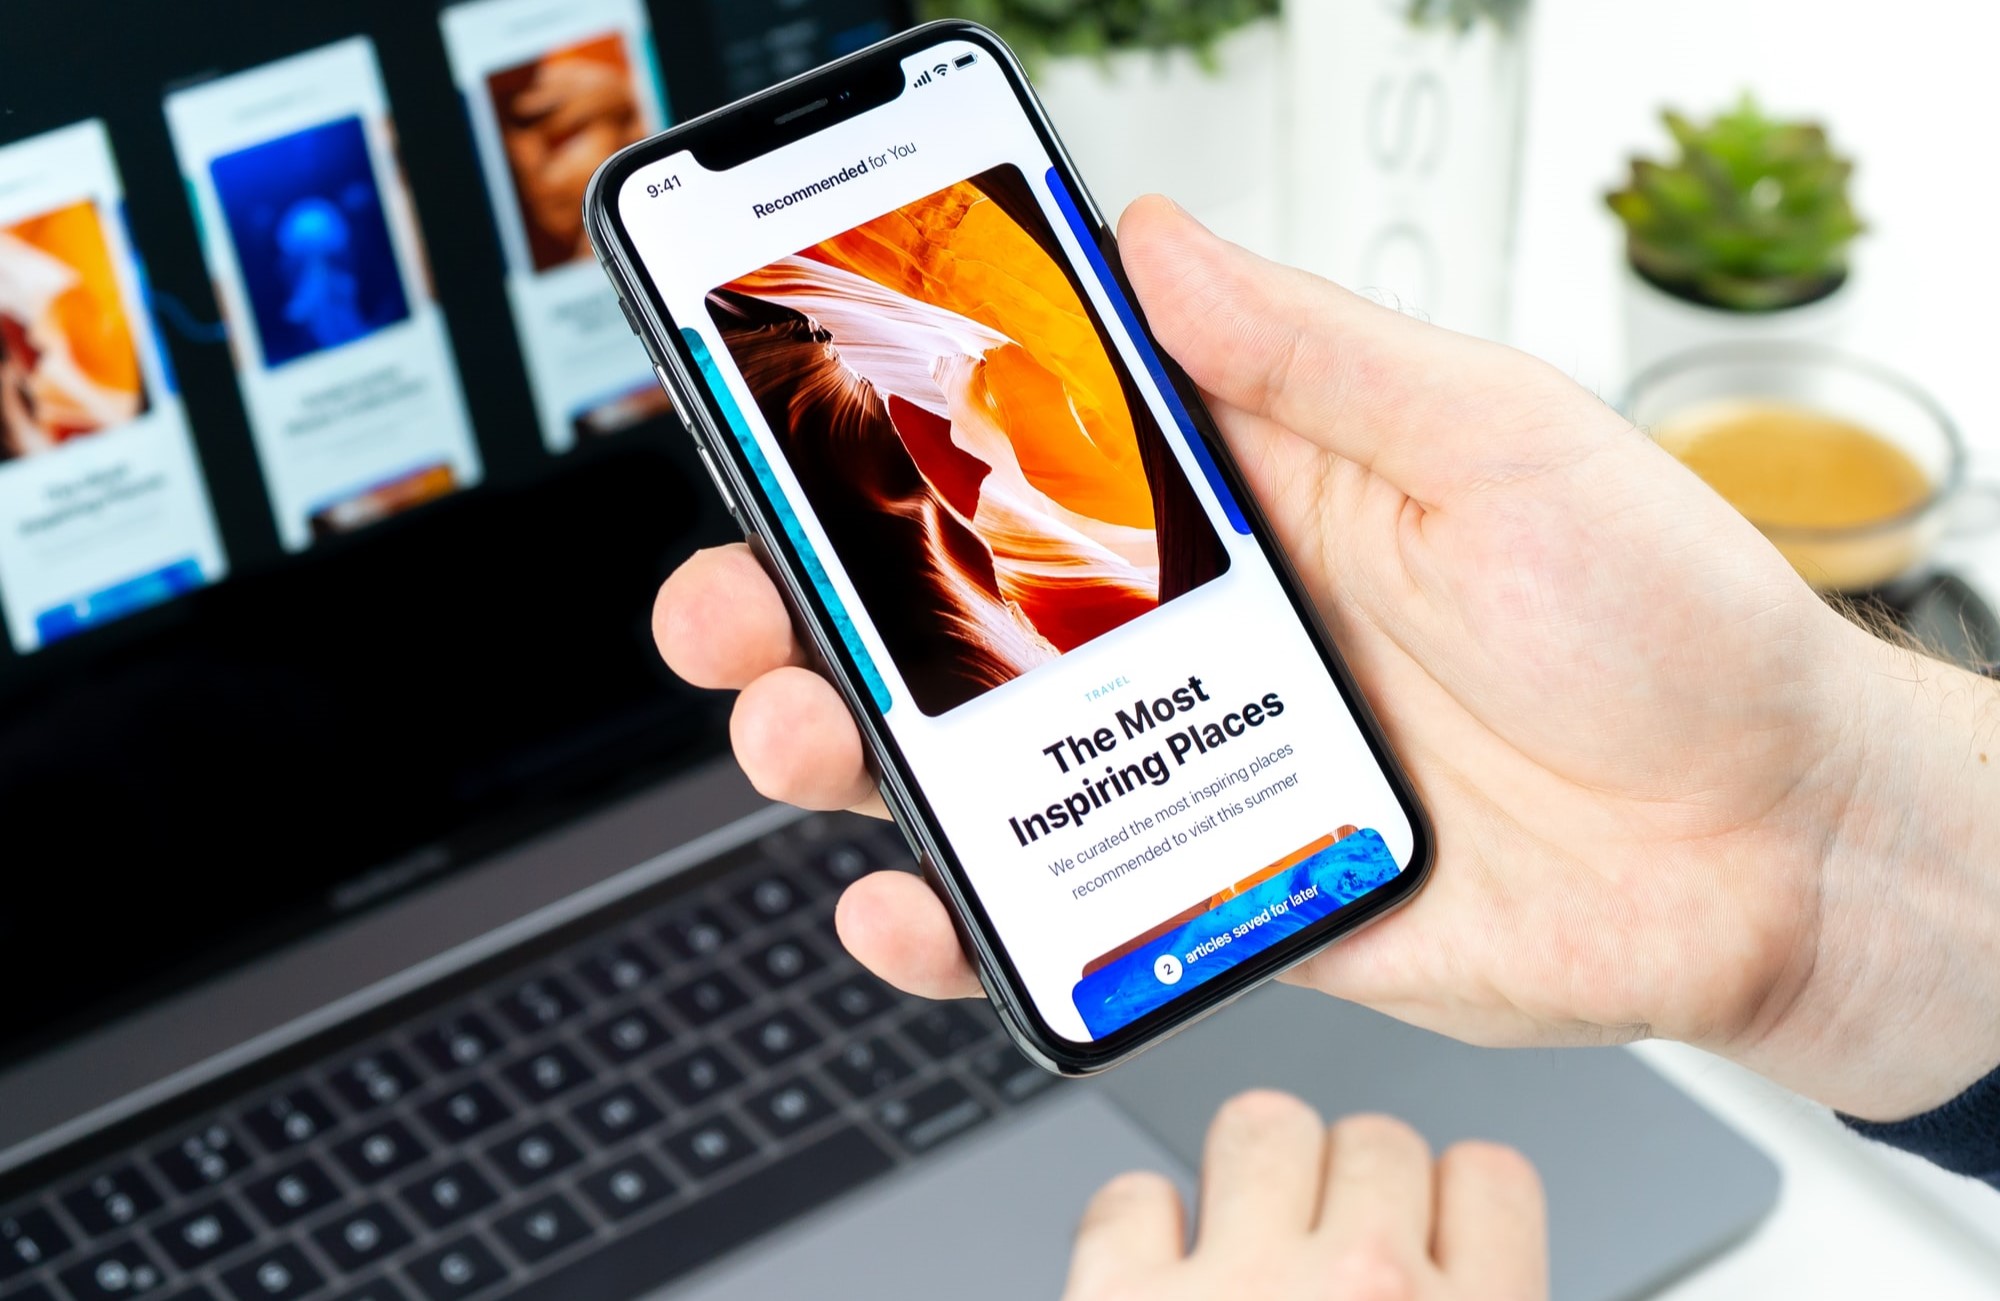 9:41
Recommended for You
TRAVEL
The Most
Inspiring Places
We curated the most inspiring places
recommended to visit this summer
2 articles saved for later